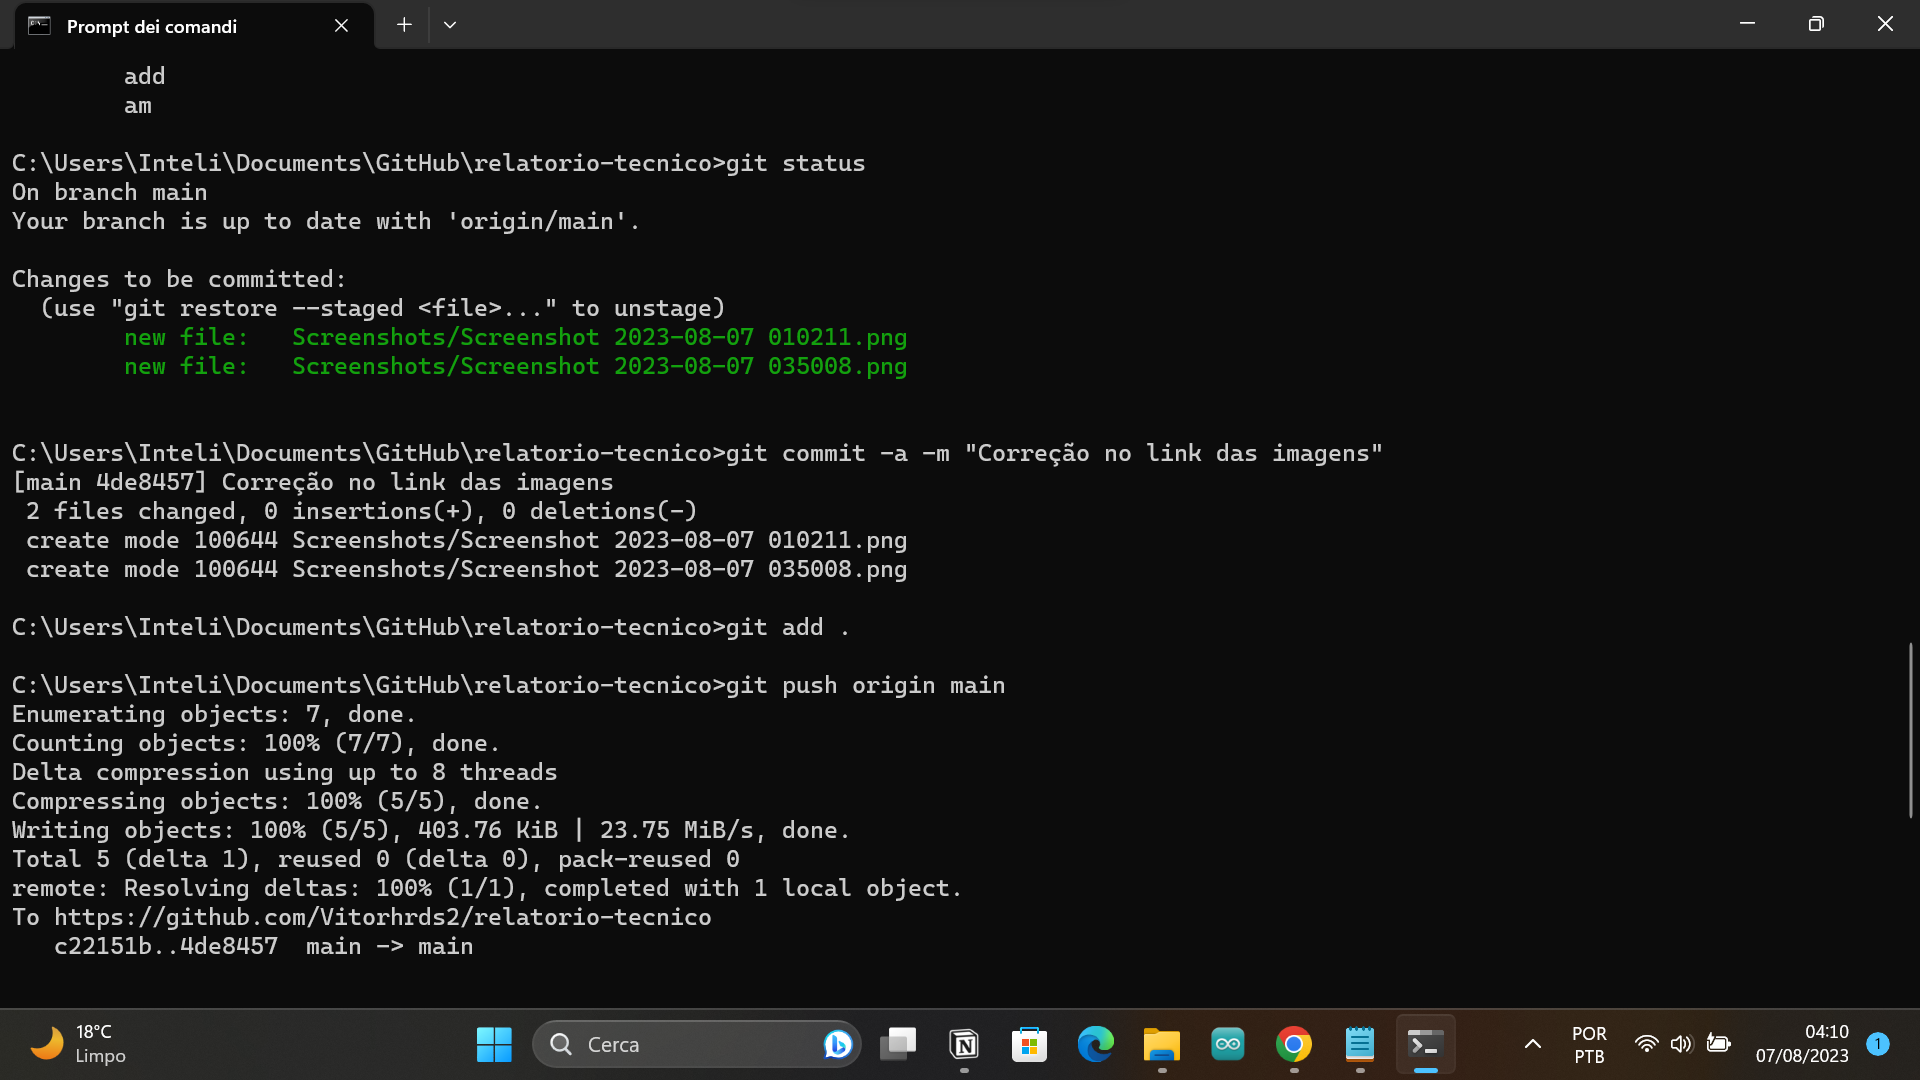 Prompt dei comandi
add
am
C:\Users\Inteli\Documents\GitHub\relatorio-tecnico>git status
On branch main
Your branch is up to date with 'origin/main'.
Changes to be committed:
(use "git restore --staged <file>..." to unstage)
new file:   Screenshots/Screenshot 2023-08-07 010211.png
new file:   Screenshots/Screenshot 2023-08-07 035008.png
C:\Users\Inteli\Documents\GitHub\relatorio-tecnico>git commit -a -m "Correção no link das imagens"
[main 4de8457] Correção no link das imagens
2 files changed, 0 insertions(+), 0 deletions(-)
create mode 100644 Screenshots/Screenshot 2023-08-07 010211.png
create mode 100644 Screenshots/Screenshot 2023-08-07 035008.png
C:\Users\Inteli\Documents\GitHub\relatorio-tecnico>git add .
C:\Users\Inteli\Documents\GitHub\relatorio-tecnico>git push origin main
Enumerating objects: 7, done.
Counting objects: 100% (7/7), done.
Delta compression using up to 8 threads
Compressing objects: 100% (5/5), done.
Writing objects: 100% (5/5), 403.76 KiB | 23.75 MiB/s, done.
Total 5 (delta 1), reused 0 (delta 0), pack-reused 0
remote: Resolving deltas: 100% (1/1), completed with 1 local object.
To https://github.com/Vitorhrds2/relatorio-tecnico
c22151b..4de8457  main -> main
18°C
Limpo
Cerca
POR
PTB
04:10
07/08/2023
1